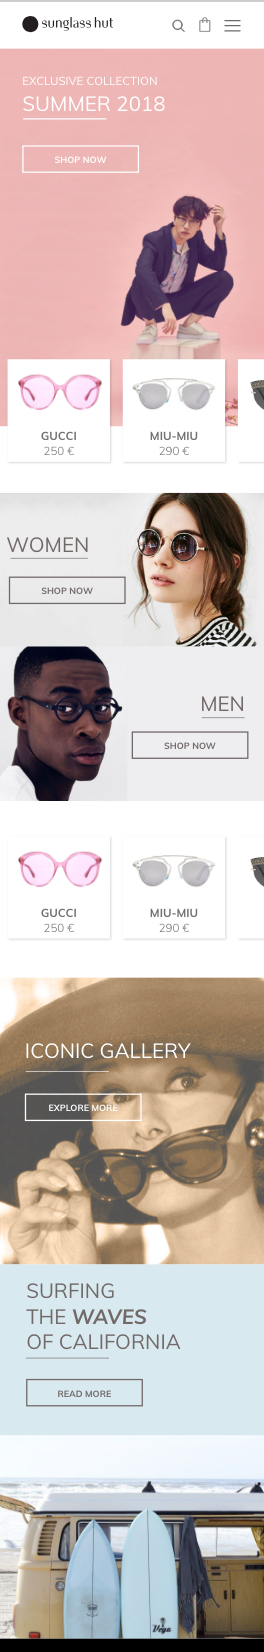 sunglass hut
EXCLUSIVE COLLECTION
SUMMER 2018
SHOP NOW
GUCCI
250 €
MIU-MIU
290 €
WOMEN
SHOP NOW
MEN
SHOP NOW
GUCCI
250 €
MIU-MIU
290 €
ICONIC GALLERY
EXPLORE MORE
SURFING
THE WAVES
OF CALIFORNIA
READ MORE
Vega